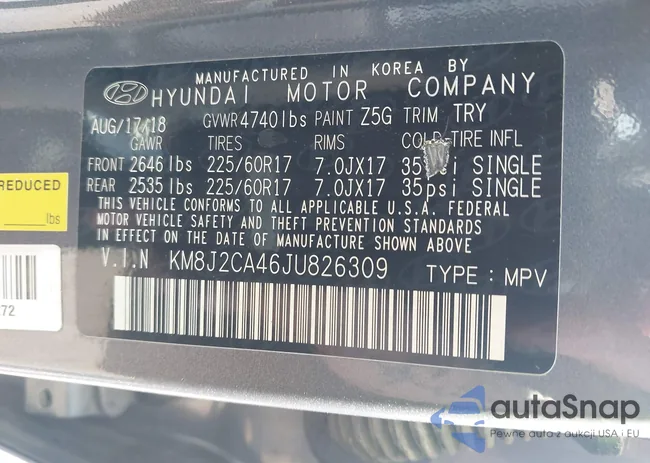 MANUFACTURED IN KOREA BY
HYUNDAI MOTOR COMPANY
AUG/17/18 GVWR 4740lbs PAINT Z5G TRIM TRY
GAWR TIRES RIMS COLD-TIRE INFL
FRONT 2646lbs 225/60R17 7.0JX17 35psi SINGLE
REAR 2535lbs 225/60R17 7.0JX17 35psi SINGLE
THIS VEHICLE CONFORMS TO ALL APPLICABLE U.S.A. FEDERAL
MOTOR VEHICLE SAFETY AND THEFT PREVENTION STANDARDS
IN EFFECT ON THE DATE OF MANUFACTURE SHOWN ABOVE.
V.I.N KM8J2CA46JU826309 TYPE : MPV
REDUCED
lbs
72
autaSnap
Pewne auta z aukcji USA i EU